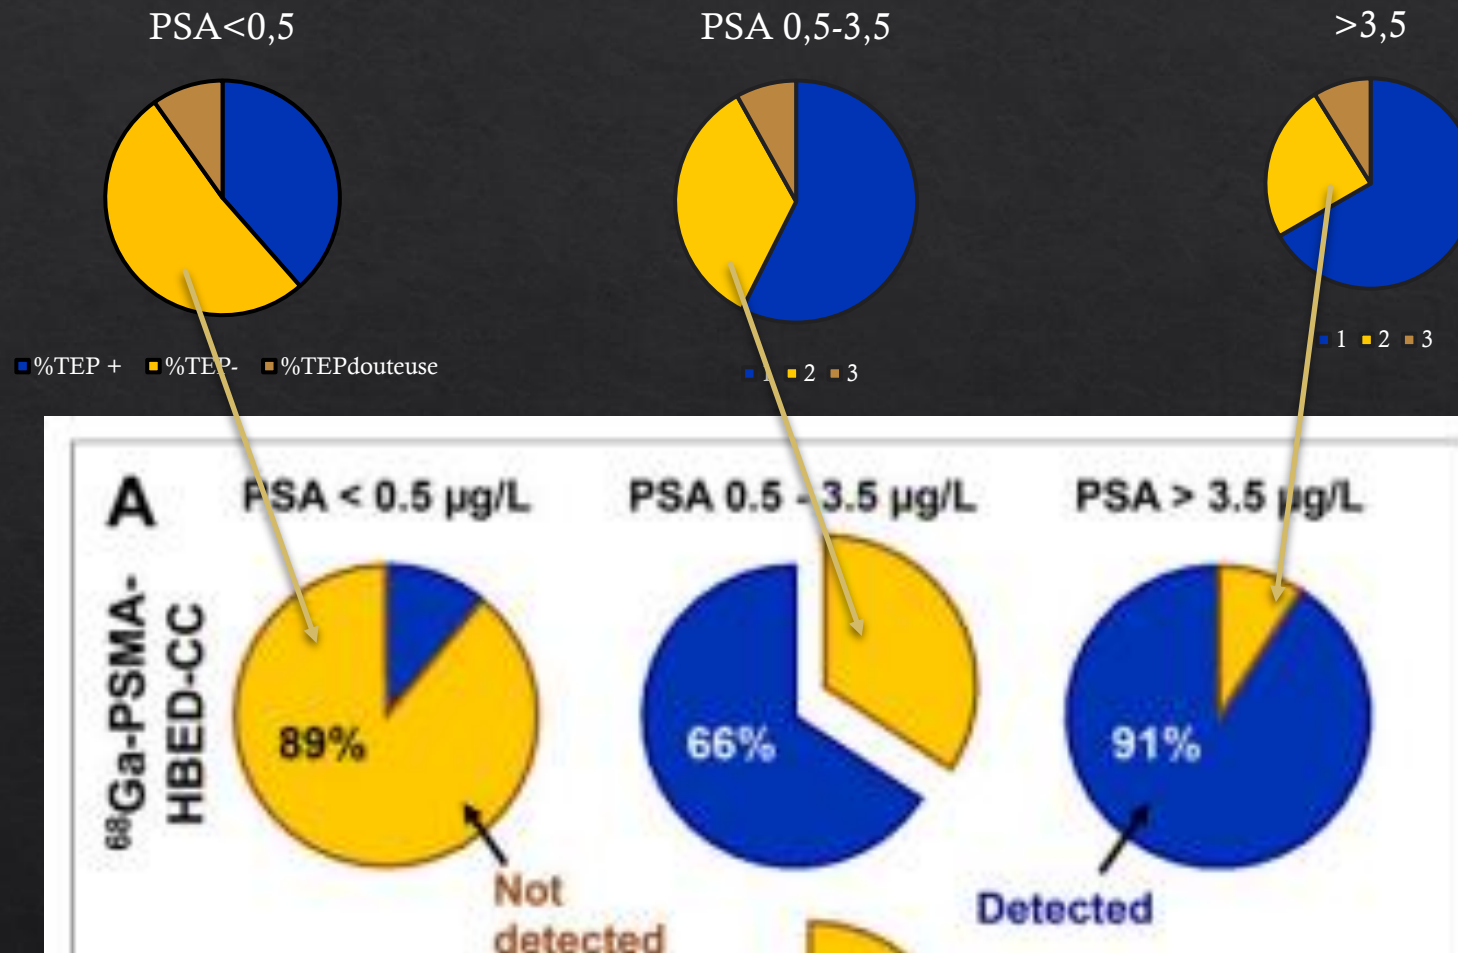 PSA<0,5
PSA 0,5-3,5
>3,5
%TEP + %TEP- %TEPdouteuse
1 2 3
1 2 3
A
PSA < 0.5 µg/L
PSA 0.5 - 3.5 µg/L
PSA > 3.5 µg/L
68Ga-PSMA-
HBED-CC
89%
66%
91%
Not
detected
Detected